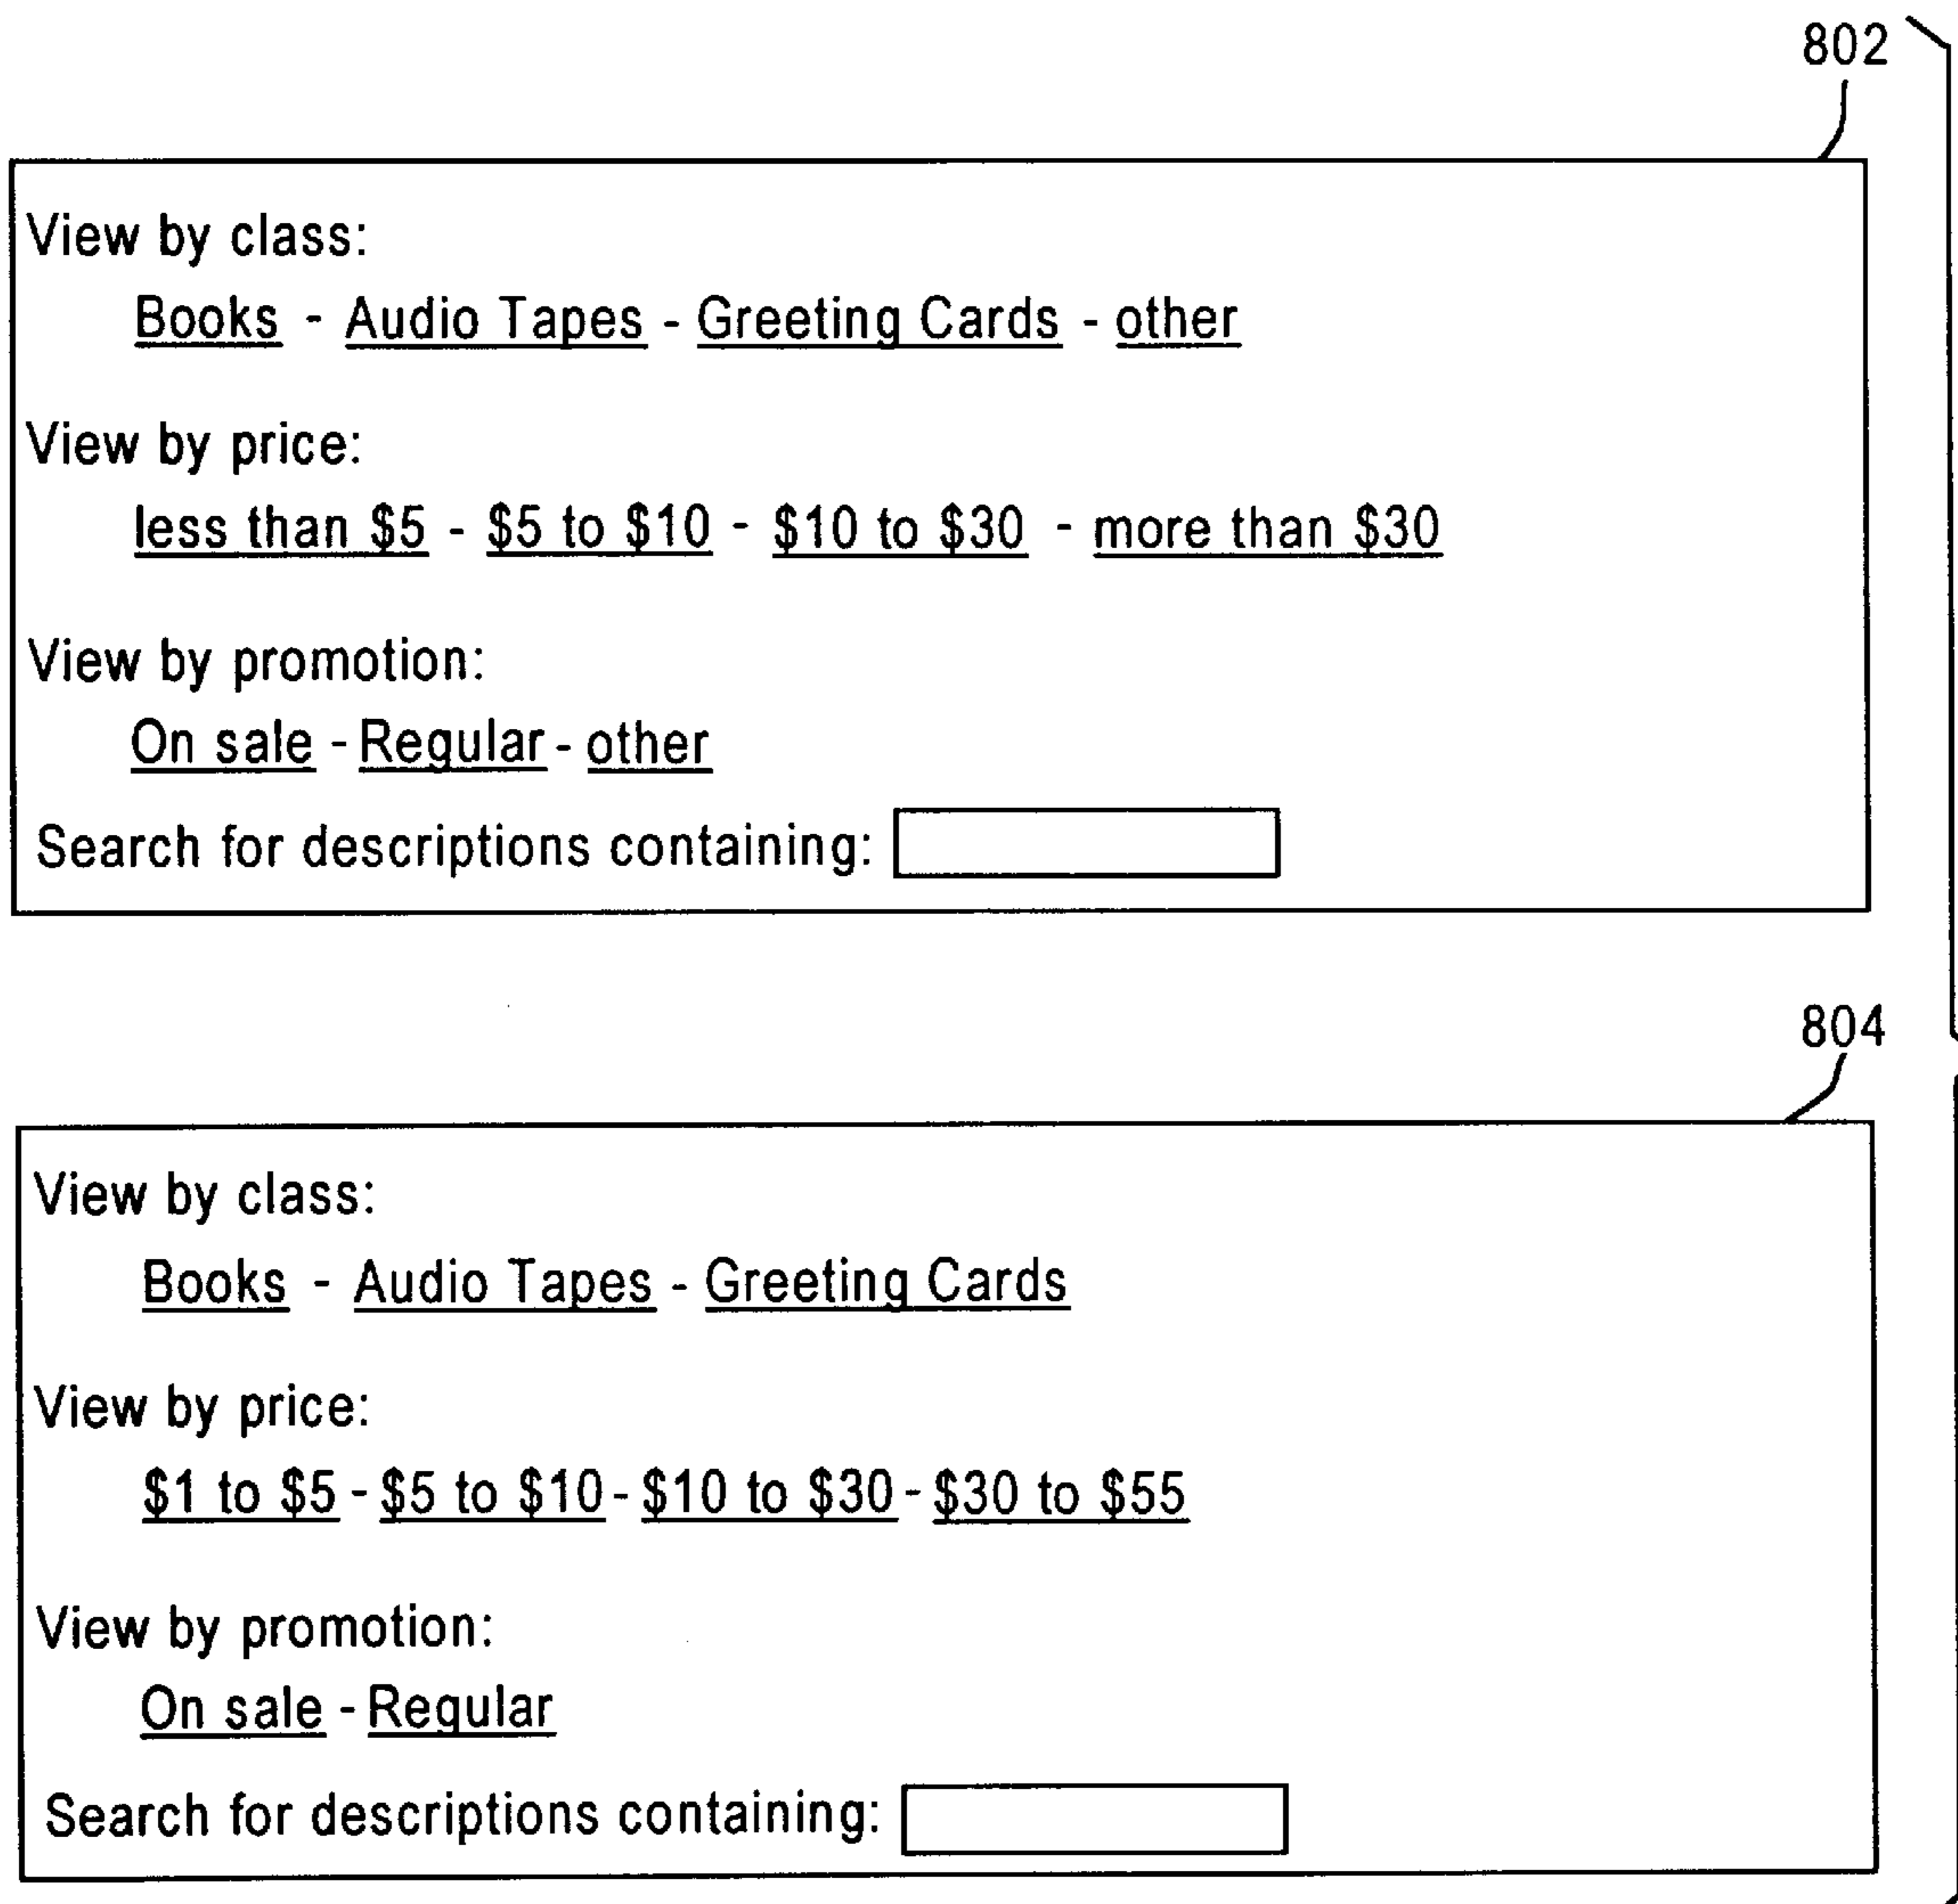 802
View by class:
Books - Audio Tapes - Greeting Cards - other
View by price:
less than $5 - $5 to $10 - $10 to $30 - more than $30
View by promotion:
On sale - Regular - other
Search for descriptions containing:
804
View by class:
Books - Audio Tapes - Greeting Cards
View by price:
$1 to $5 - $5 to $10 - $10 to $30 - $30 to $55
View by promotion:
On sale - Regular
Search for descriptions containing: